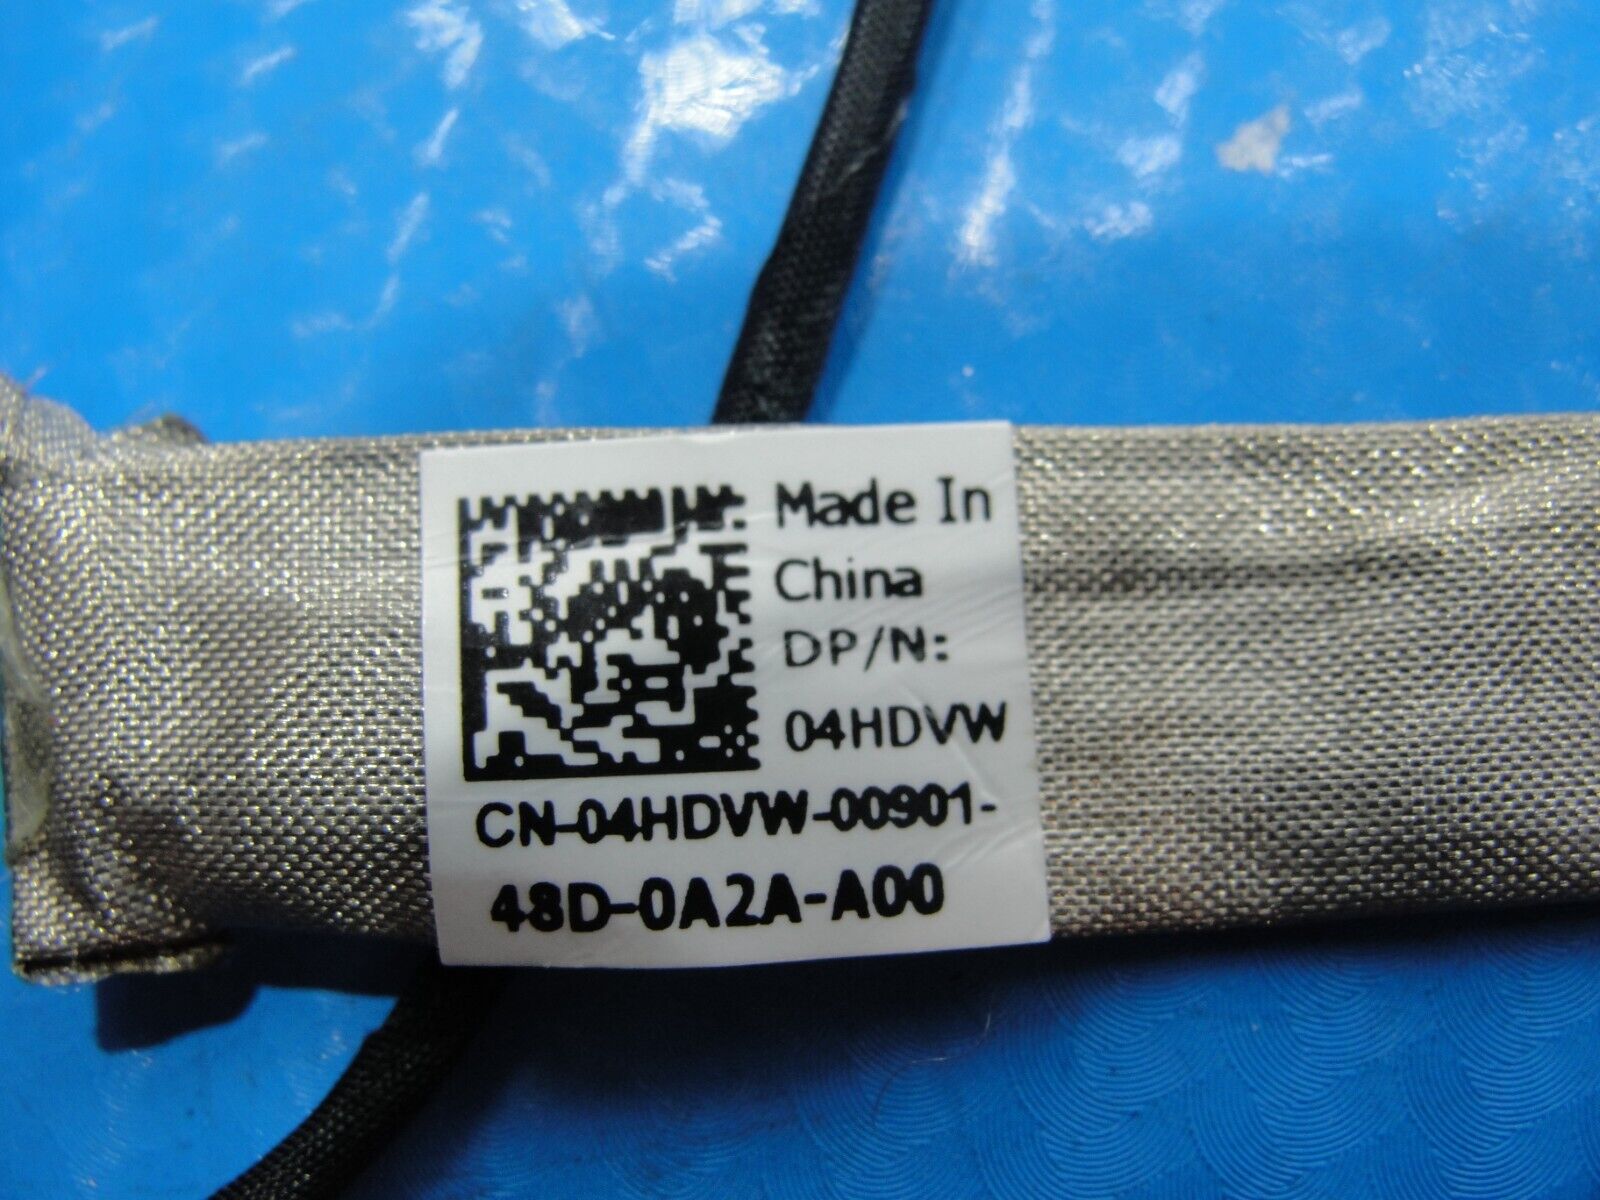 Made In
China
DP/N:
04HDVW
CN-04HDVW-00901-
48D-0A2A-A00